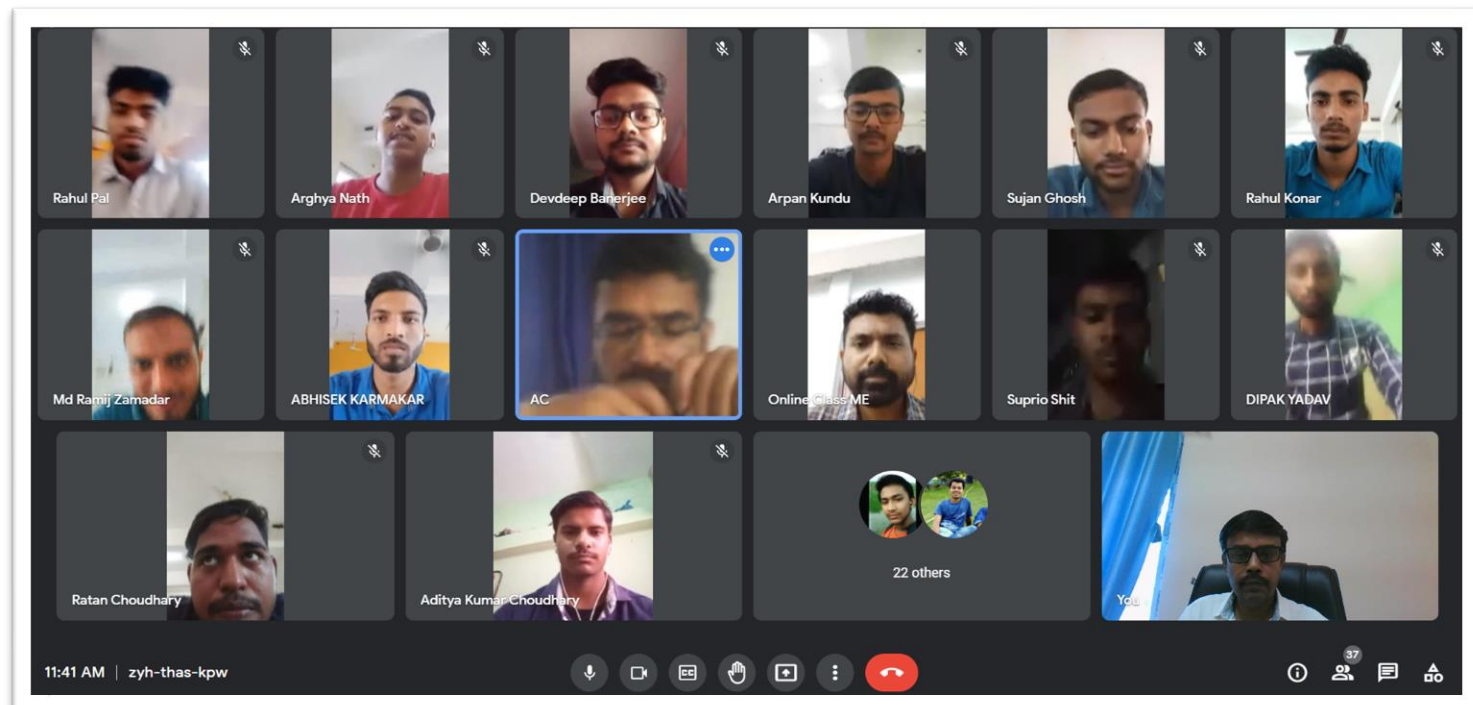 Rahul Pal
Arghya Nath
Devdeep Banerjee
Arpan Kundu
Sujan Ghosh
Rahul Konar
Md Ramij Zamadar
ABHISEK KARMAKAR
AC
Online Class ME
Suprio Shit
DIPAK YADAV
Ratan Choudhary
Aditya Kumar Choudhary
22 others
You
11:41 AM | zyh-thas-kpw
CC
37